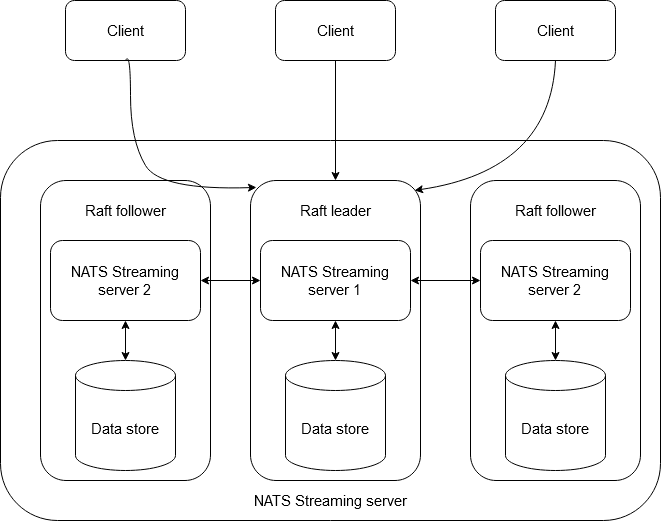 Client
Client
Client
Raft follower
Raft leader
Raft follower
NATS Streaming
server 2
NATS Streaming
server 1
NATS Streaming
server 2
Data store
Data store
Data store
NATS Streaming server